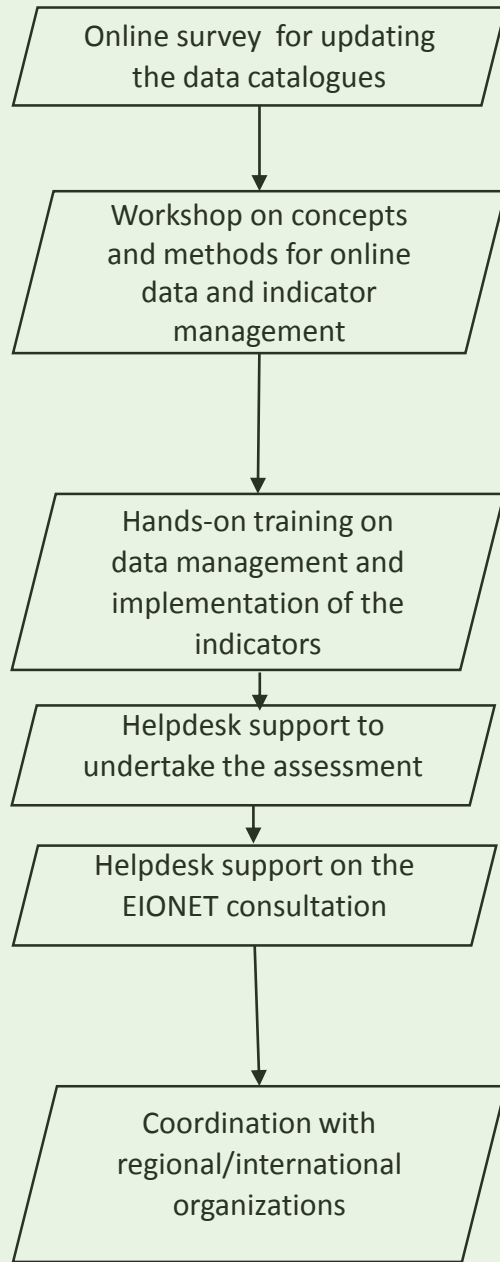 Online survey  for updating
the data catalogues
Workshop on concepts
and methods for online
data and indicator
management
Hands-on training on
data management and
implementation of the
indicators
Helpdesk support to
undertake the assessment
Helpdesk support on the
EIONET consultation
Coordination with
regional/international
organizations